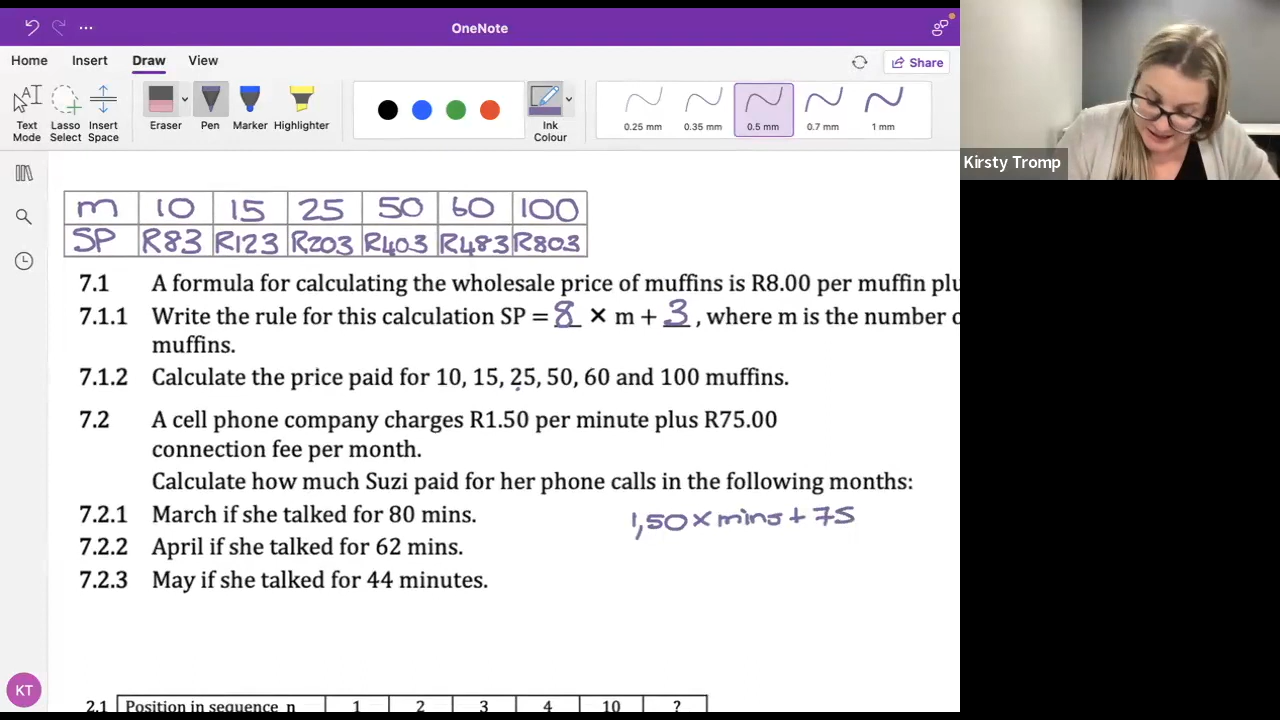 OneNote
Home Insert Draw View
Share
Text Mode
Lasso Select
Insert Space
Eraser
Pen
Marker
Highlighter
Ink Colour
0.25 mm
0.35 mm
0.5 mm
0.7 mm
1 mm
Kirsty Tromp
m 10 15 25 50 60 100
SP R83 R123 R203 R403 R483 R803
7.1 A formula for calculating the wholesale price of muffins is R8.00 per muffin plu
7.1.1 Write the rule for this calculation SP = 8 × m + 3, where m is the number o
muffins.
7.1.2 Calculate the price paid for 10, 15, 25, 50, 60 and 100 muffins.
7.2 A cell phone company charges R1.50 per minute plus R75.00
connection fee per month.
Calculate how much Suzi paid for her phone calls in the following months:
7.2.1 March if she talked for 80 mins.
1,50 × mins + 75
7.2.2 April if she talked for 62 mins.
7.2.3 May if she talked for 44 minutes.
KT
2.1 Position in sequence n 1 2 3 4 10 ?